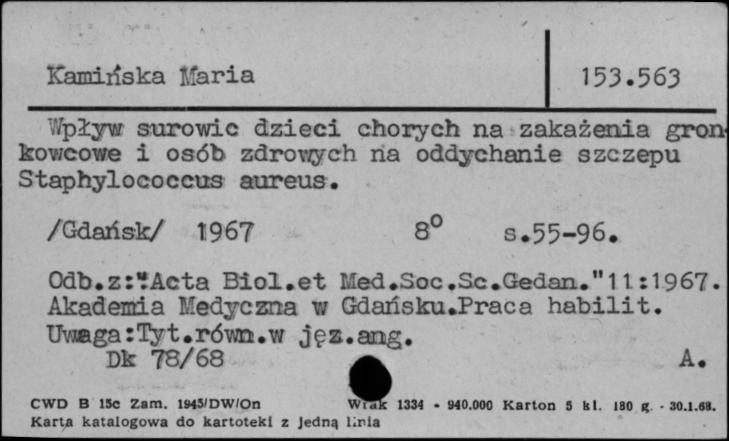 Kamińska Maria
153.563
Wpływ surowic dzieci chorych na zakażenia gron-
kowcowe i osób zdrowych na oddychanie szczepu
Staphylococcus aureus.
/Gdańsk/ 1967 8° s.55-96.
Odb.z:"Acta Biol.et Med.Soc.Sc.Gedan."11:1967.
Akademia Medyczna w Gdańsku.Praca habilit.
Uwaga:Tyt.równ.w jęz.ang.
Dk 78/68 A.
CWD B 15c Zam. 1945/DW/On 1334 - 940.000 Karton 5 kl. 180 g. - 30.1.68.
Karta katalogowa do kartoteki z jedną linia